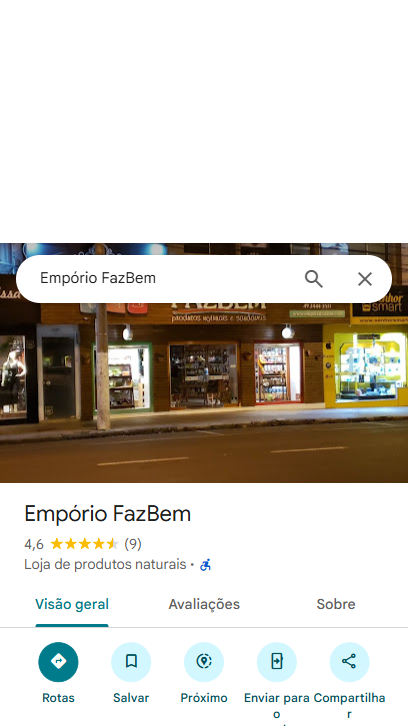 Empório FazBem
FAZBEM
produtos naturais e saudáveis
smart
Empório FazBem
4,6 (9)
Loja de produtos naturais ·
Visão geral
Avaliações
Sobre
Rotas
Salvar
Próximo
Enviar para o
Compartilhar